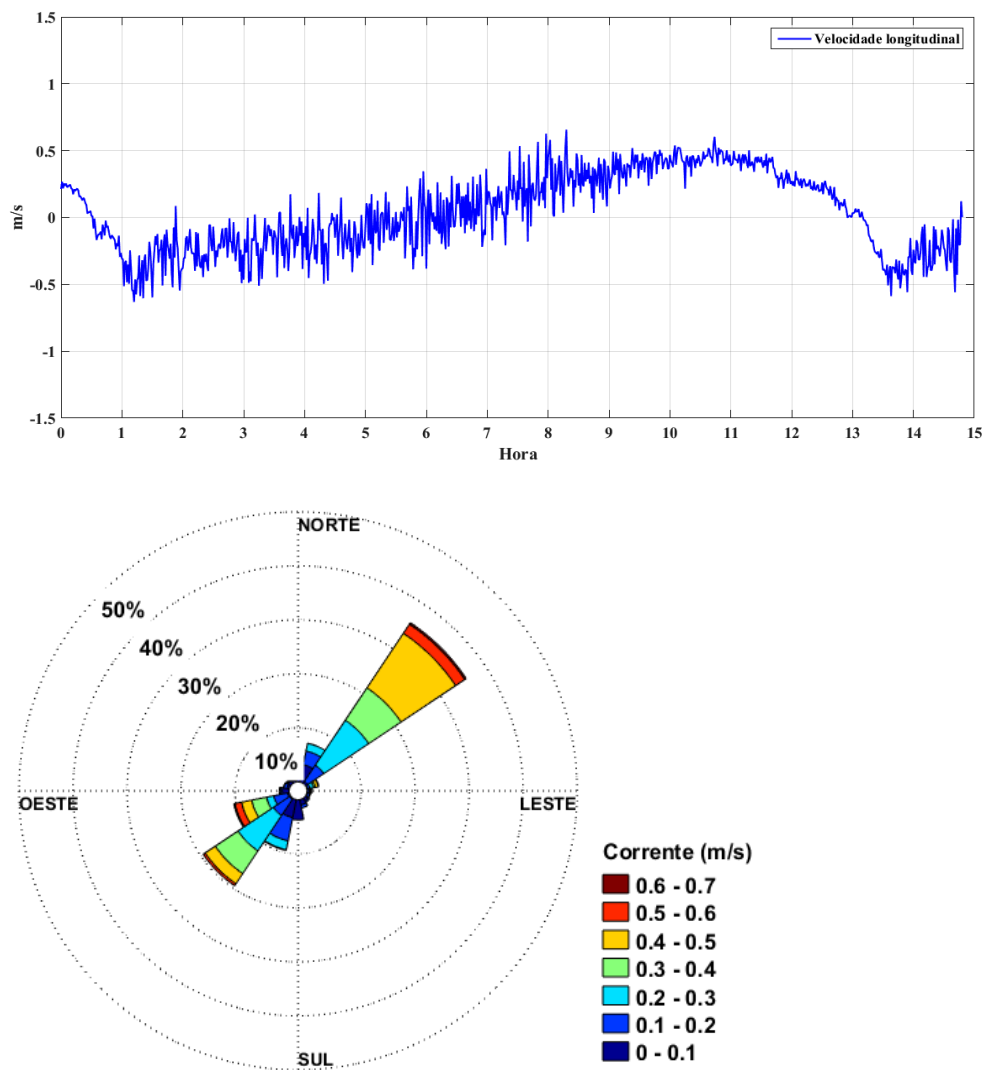 1.5
1
0.5
0
-0.5
-1
-1.5
m/s
Velocidade longitudinal
0 1 2 3 4 5 6 7 8 9 10 11 12 13 14 15
Hora
NORTE
50%
40%
30%
20%
10%
OESTE
LESTE
SUL
Corrente (m/s)
0.6 - 0.7
0.5 - 0.6
0.4 - 0.5
0.3 - 0.4
0.2 - 0.3
0.1 - 0.2
0 - 0.1